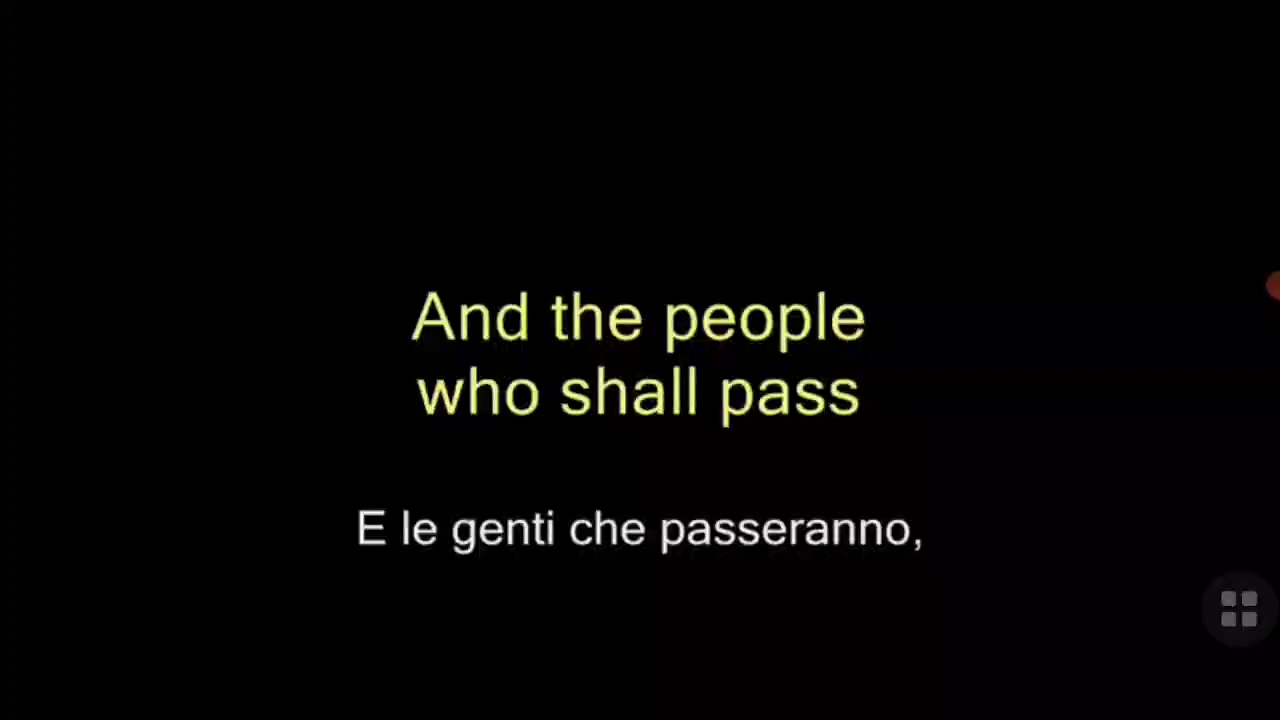 And the people
who shall pass
E le genti che passeranno,